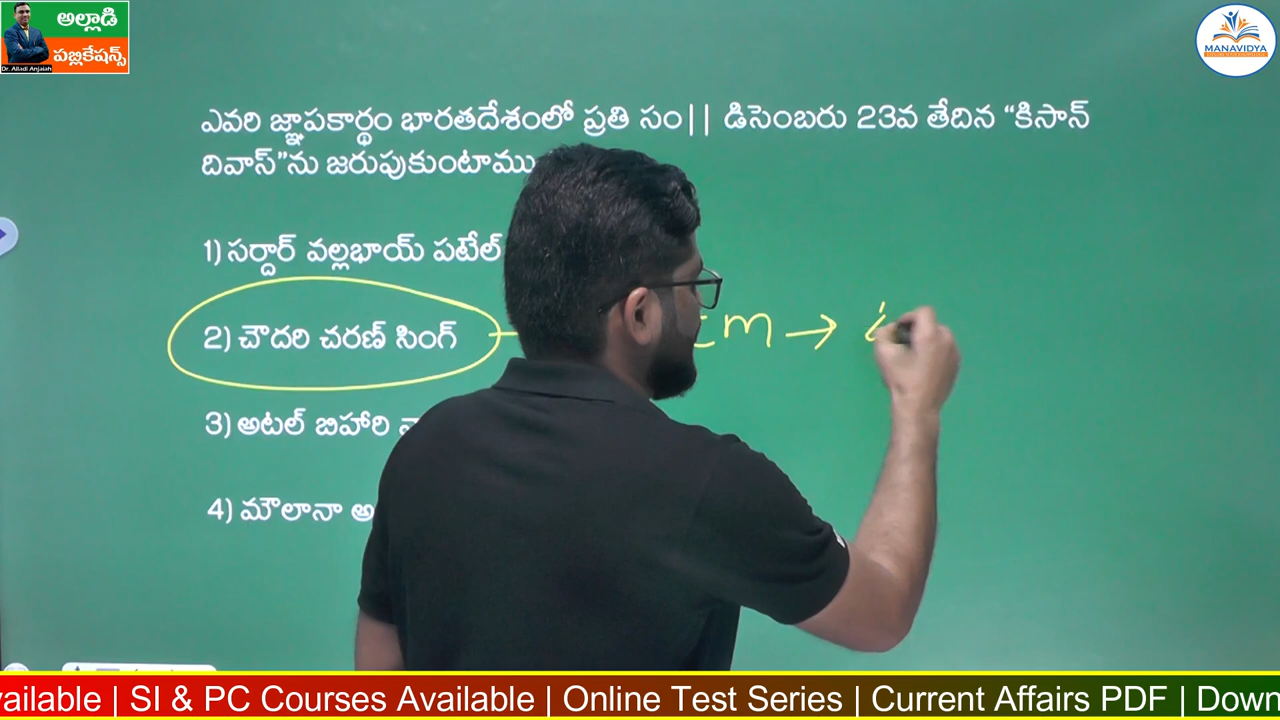 అల్లాడి
పబ్లికేషన్స్
Dr. Alladi Anjaiah
MANAVIDYA
ఎవరి జ్ఞాపకార్థం భారతదేశంలో ప్రతి సం|| డిసెంబరు 23వ తేదిన “కిసాన్
దివాస్”ను జరుపుకుంటాము
1) సర్దార్ వల్లభాయ్ పటేల్
2) చౌదరి చరణ్ సింగ్
m →
3) అటల్ బిహారి
4) మౌలానా అ
vailable | SI & PC Courses Available | Online Test Series | Current Affairs PDF | Down